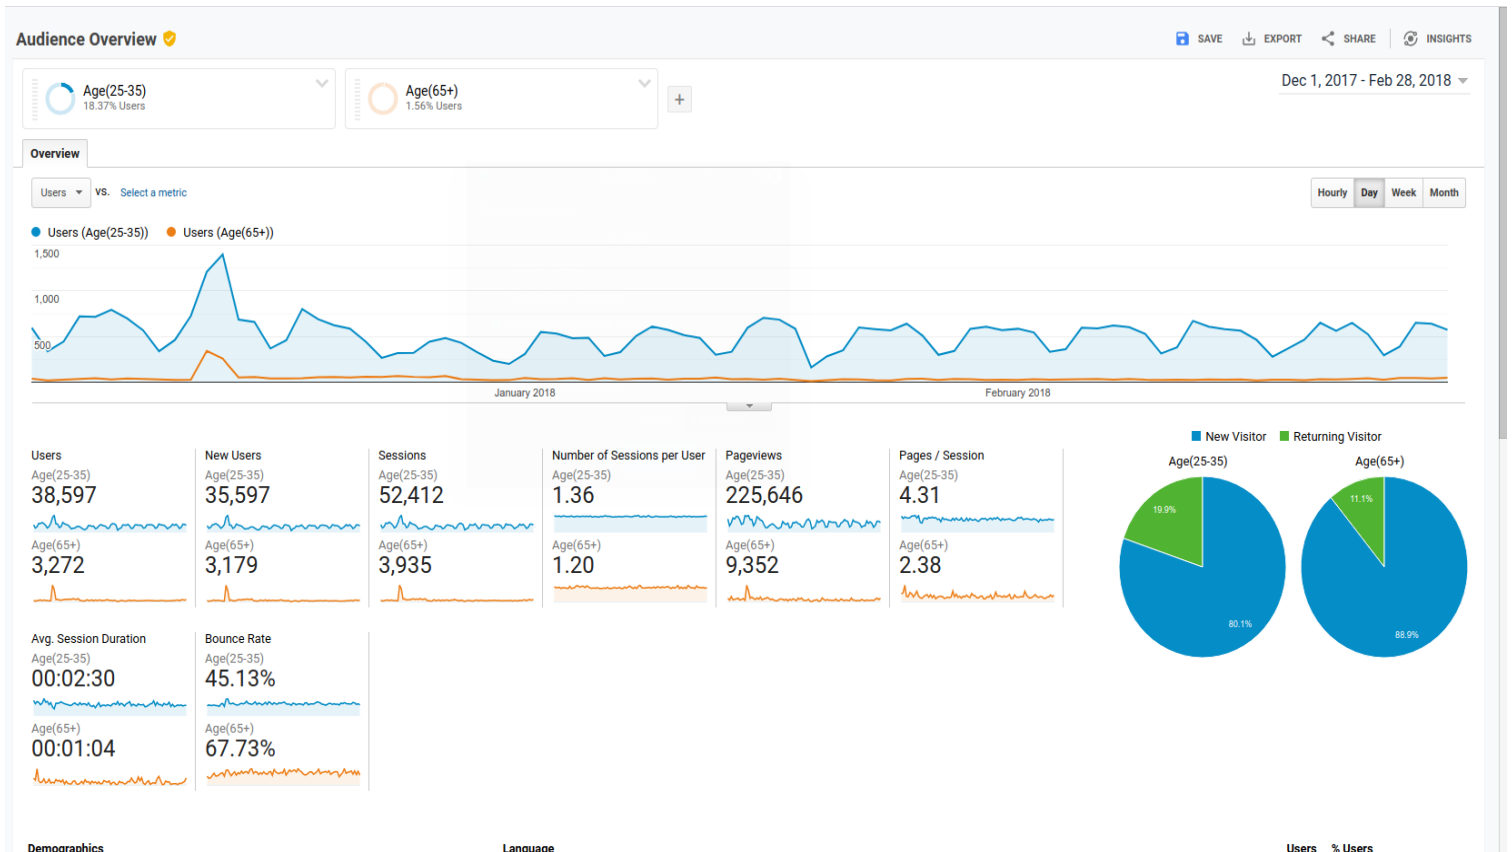 Audience Overview
SAVE EXPORT SHARE INSIGHTS
Age(25-35)
18.37% Users
Age(65+)
1.56% Users
+
Dec 1, 2017 - Feb 28, 2018
Overview
Users VS. Select a metric
Hourly Day Week Month
Users (Age(25-35)) Users (Age(65+))
1,500
1,000
500
January 2018 February 2018
New Visitor Returning Visitor
Age(25-35) Age(65+)
19.9%
80.1%
11.1%
88.9%
Users
Age(25-35)
38,597
Age(65+)
3,272
New Users
Age(25-35)
35,597
Age(65+)
3,179
Sessions
Age(25-35)
52,412
Age(65+)
3,935
Number of Sessions per User
Age(25-35)
1.36
Age(65+)
1.20
Pageviews
Age(25-35)
225,646
Age(65+)
9,352
Pages / Session
Age(25-35)
4.31
Age(65+)
2.38
Avg. Session Duration
Age(25-35)
00:02:30
Age(65+)
00:01:04
Bounce Rate
Age(25-35)
45.13%
Age(65+)
67.73%
Demographics Language Users % Users